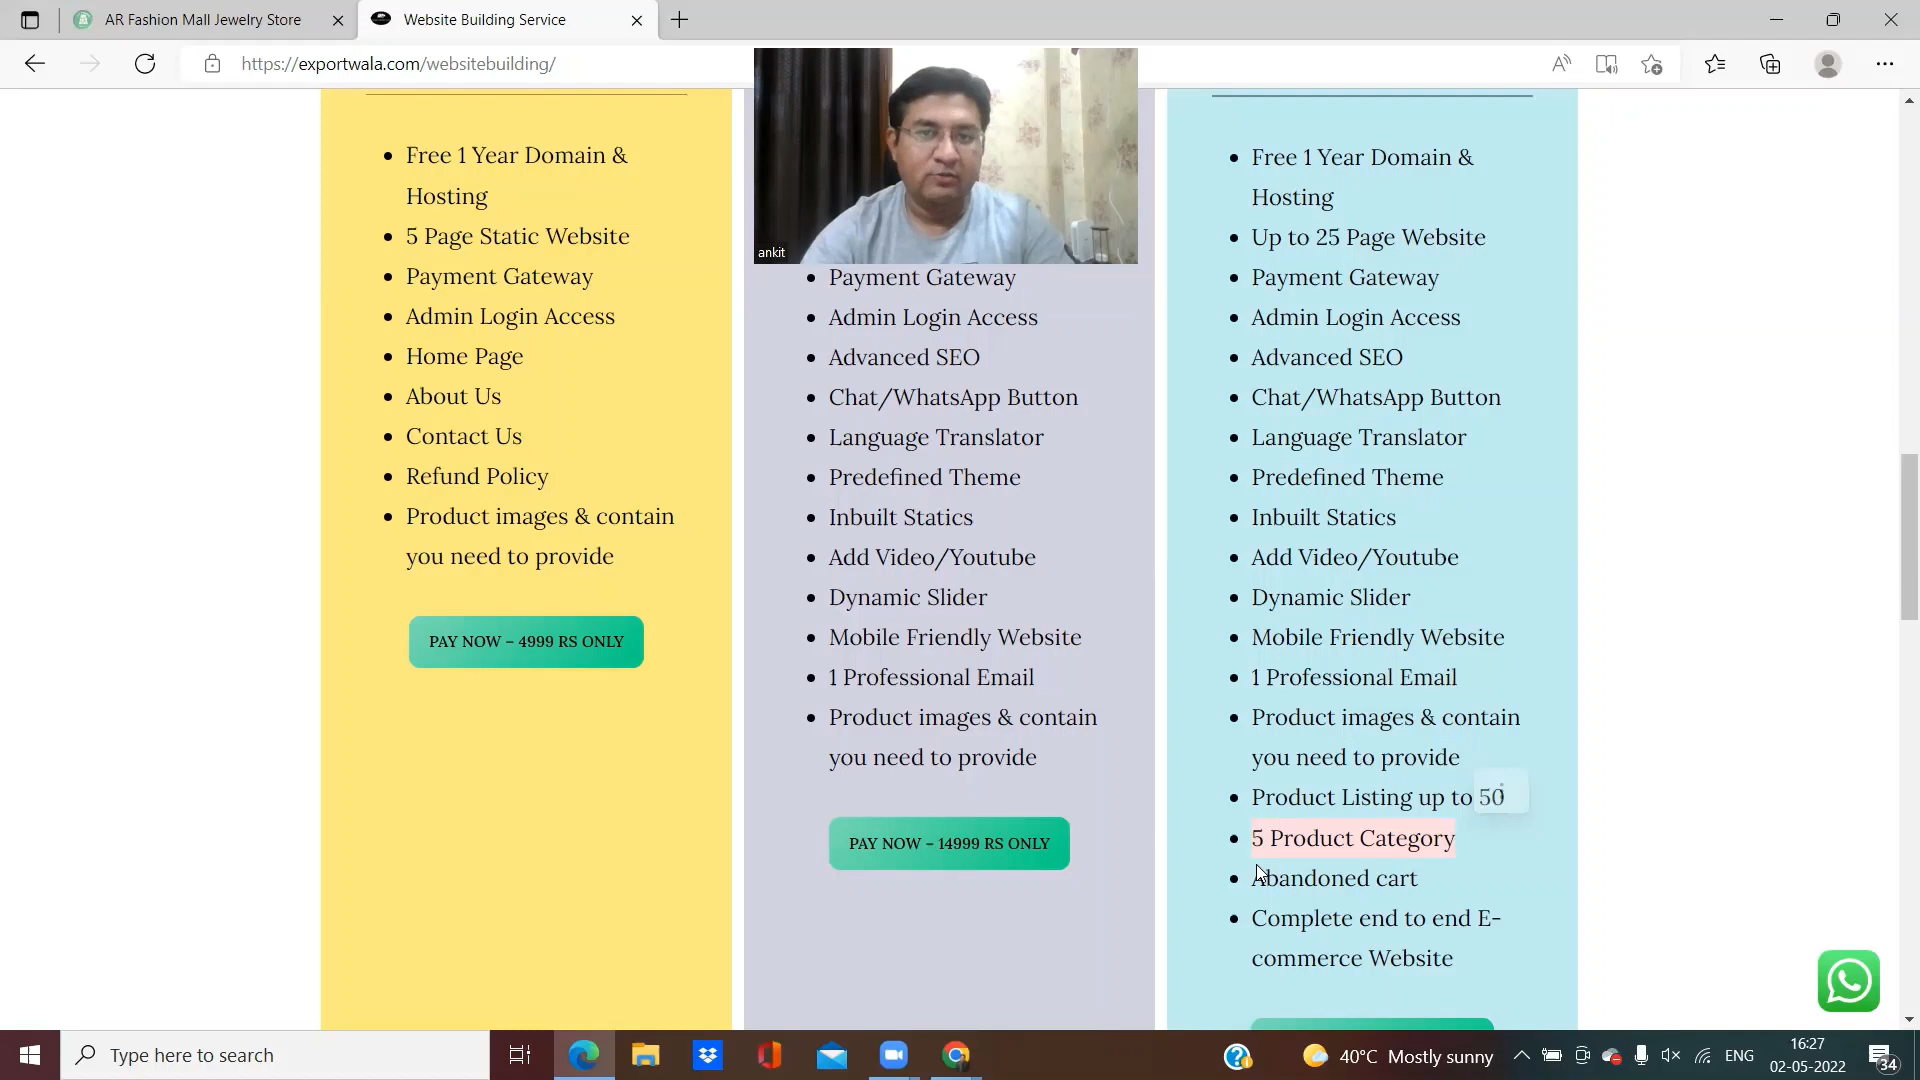 AR Fashion Mall Jewelry Store
Website Building Service
https://exportwala.com/websitebuilding/
Free 1 Year Domain &
Hosting
5 Page Static Website
Payment Gateway
Admin Login Access
Home Page
About Us
Contact Us
Refund Policy
Product images & contain
you need to provide
PAY NOW – 4999 RS ONLY
ankit
Payment Gateway
Admin Login Access
Advanced SEO
Chat/WhatsApp Button
Language Translator
Predefined Theme
Inbuilt Statics
Add Video/Youtube
Dynamic Slider
Mobile Friendly Website
1 Professional Email
Product images & contain
you need to provide
PAY NOW – 14999 RS ONLY
Free 1 Year Domain &
Hosting
Up to 25 Page Website
Payment Gateway
Admin Login Access
Advanced SEO
Chat/WhatsApp Button
Language Translator
Predefined Theme
Inbuilt Statics
Add Video/Youtube
Dynamic Slider
Mobile Friendly Website
1 Professional Email
Product images & contain
you need to provide
Product Listing up to 50
5 Product Category
Abandoned cart
Complete end to end E-
commerce Website
Type here to search
40°C Mostly sunny
ENG
16:27
02-05-2022
34